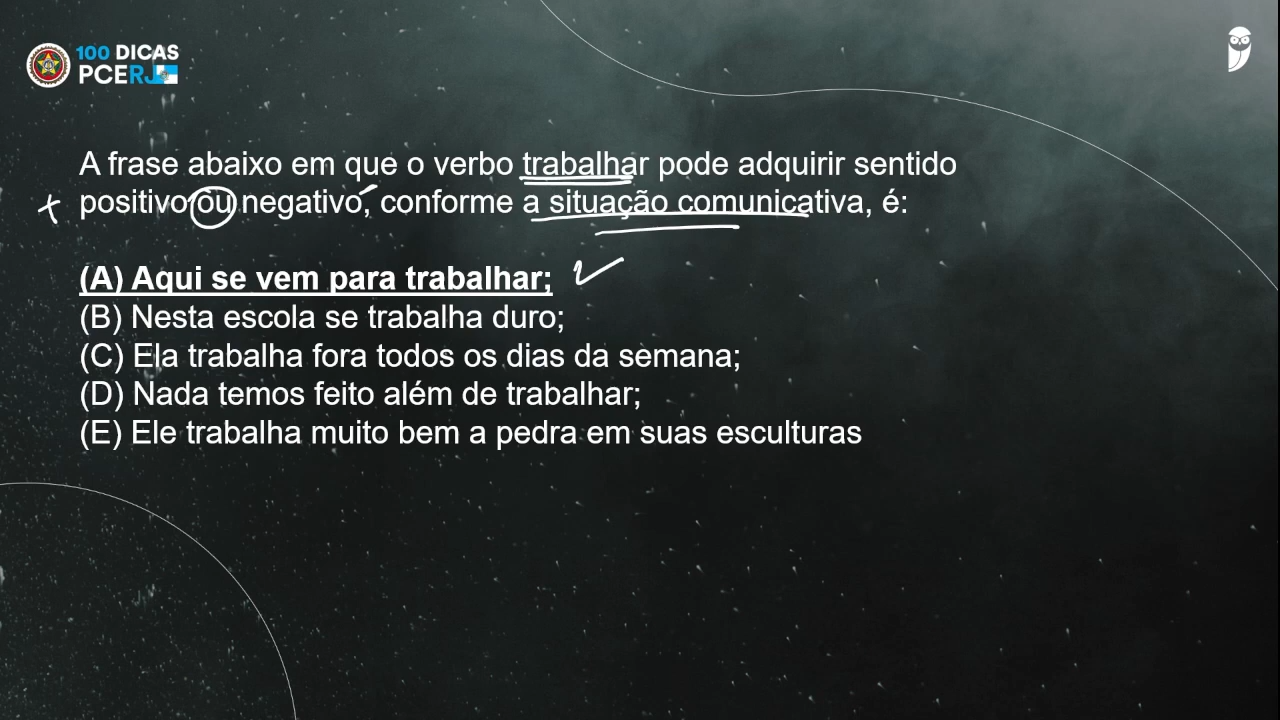 100 DICAS
PCERJ
A frase abaixo em que o verbo trabalhar pode adquirir sentido
positivo ou negativo, conforme a situação comunicativa, é:
(A) Aqui se vem para trabalhar;
(B) Nesta escola se trabalha duro;
(C) Ela trabalha fora todos os dias da semana;
(D) Nada temos feito além de trabalhar;
(E) Ele trabalha muito bem a pedra em suas esculturas